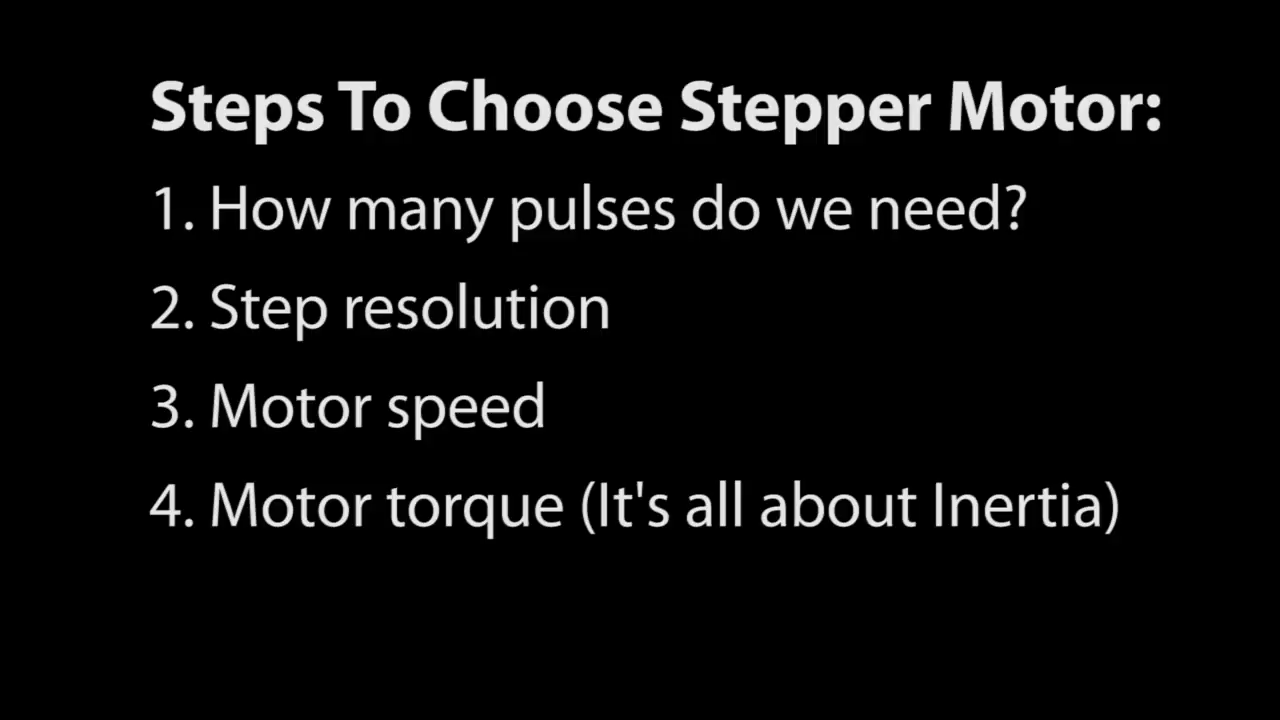 Steps To Choose Stepper Motor:
1. How many pulses do we need?
2. Step resolution
3. Motor speed
4. Motor torque (It's all about Inertia)